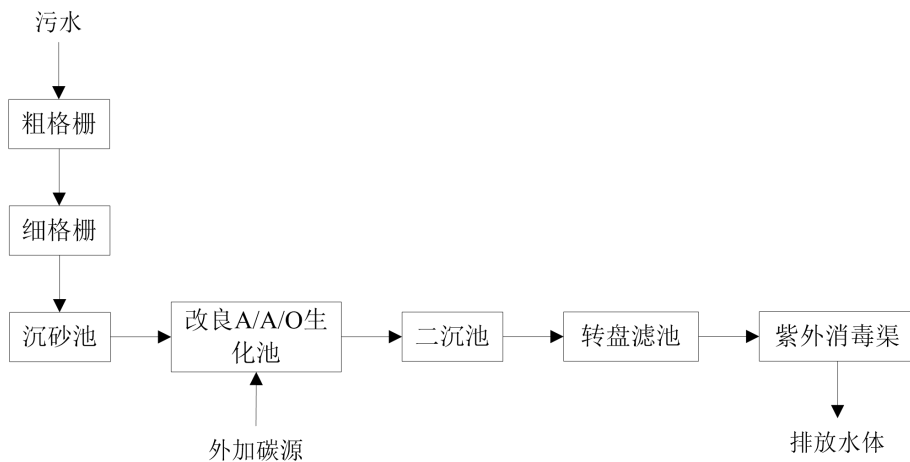 污水
粗格栅
细格栅
沉砂池
改良A/A/O生
化池
二沉池
转盘滤池
紫外消毒渠
外加碳源
排放水体